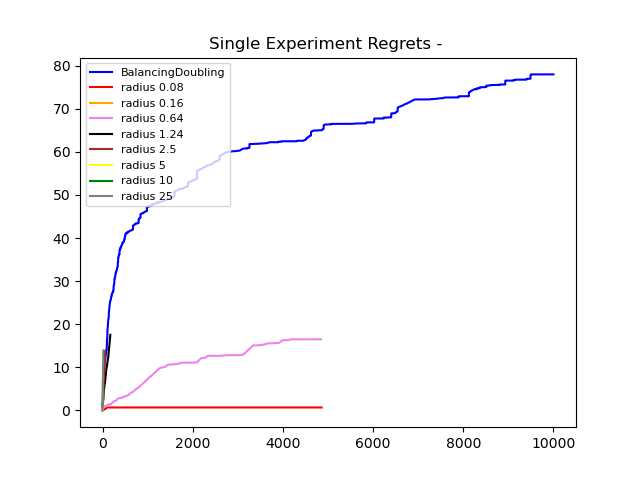 Single Experiment Regrets -
80
70
60
50
40
30
20
10
0
BalancingDoubling
radius 0.08
radius 0.16
radius 0.64
radius 1.24
radius 2.5
radius 5
radius 10
radius 25
0 2000 4000 6000 8000 10000